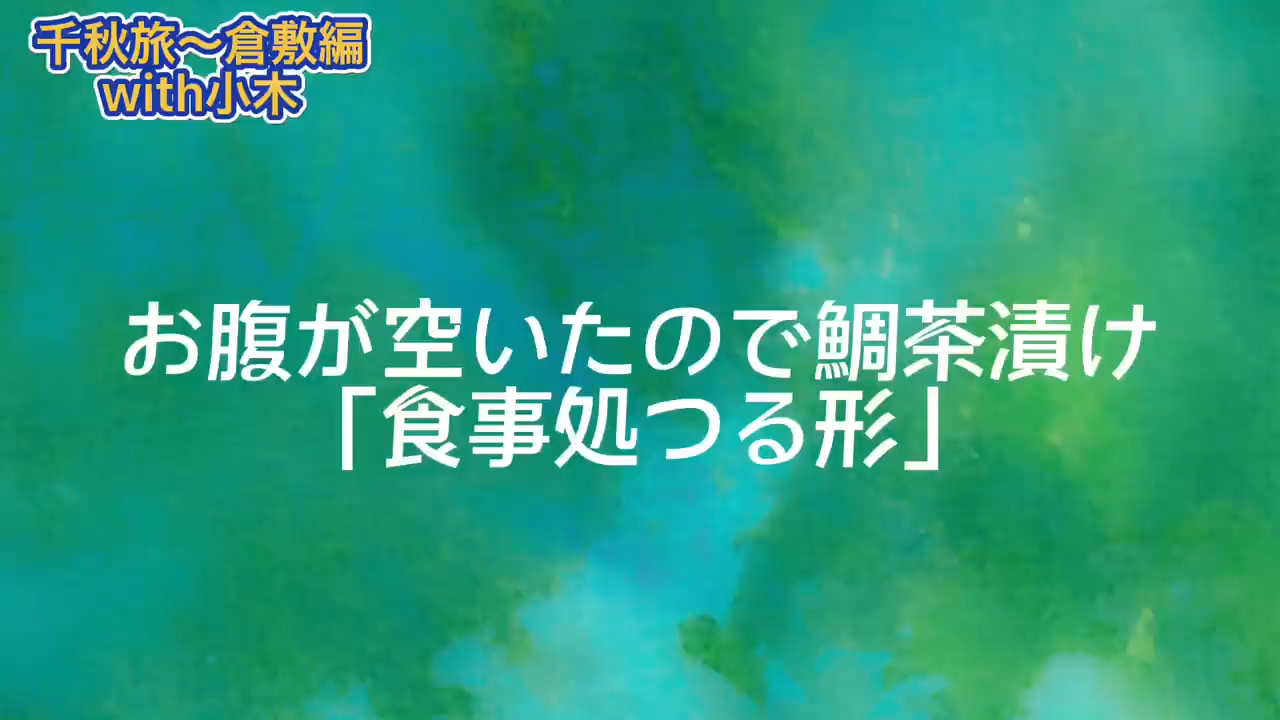 千秋旅～倉敷編
with小木
お腹が空いたので鯛茶漬け
「食事処つる形」